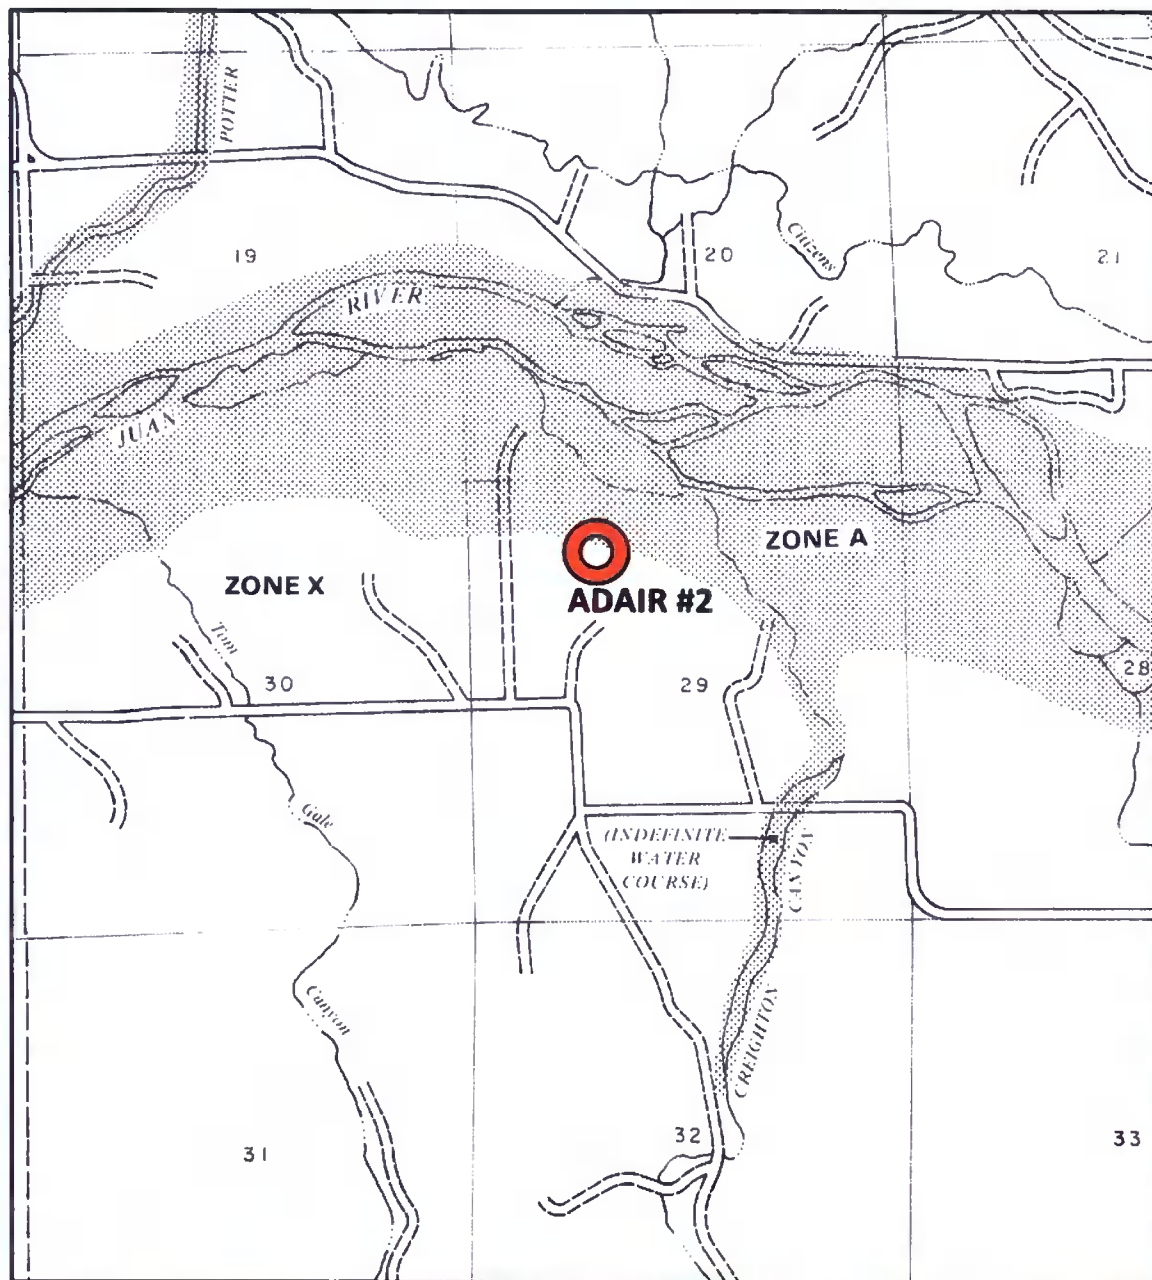 POTTER
19
20
21
Citizens
RIVER
JUAN
ZONE A
ZONE X
ADAIR #2
Tom
30
29
28
Gale
(INDEFINITE
WATER
COURSE)
CANYON
Canyon
CREIGHTON
31
32
33